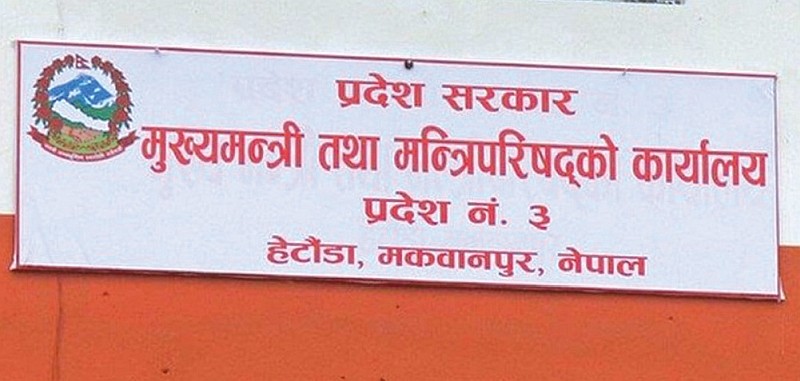 प्रदेश सरकार
मुख्यमन्त्री तथा मन्त्रिपरिषद्को कार्यालय
प्रदेश नं. ३
हेटौंडा, मकवानपुर, नेपाल